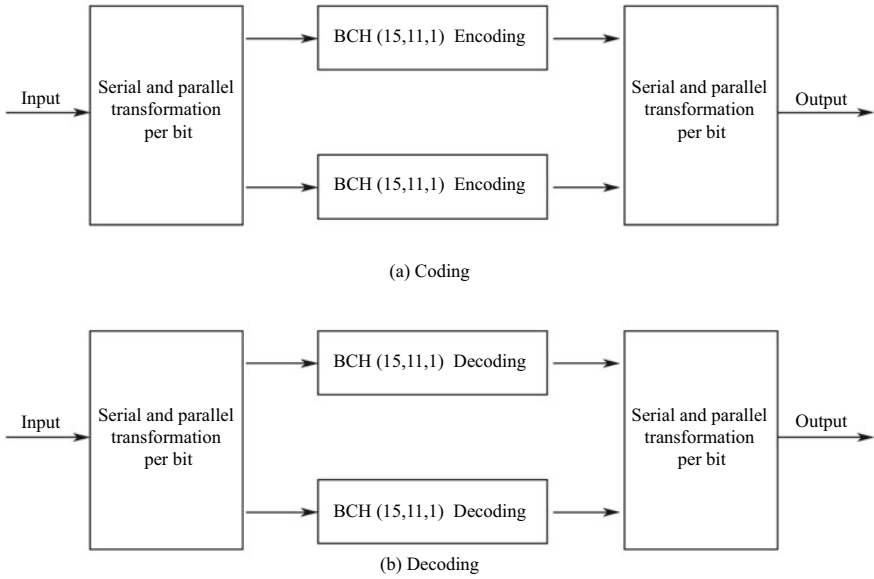 BCH (15,11,1) Encoding
Input
Serial and parallel
transformation
per bit
Serial and parallel
transformation
per bit
Output
BCH (15,11,1) Encoding
(a) Coding
BCH (15,11,1) Decoding
Input
Serial and parallel
transformation
per bit
Serial and parallel
transformation
per bit
Output
BCH (15,11,1) Decoding
(b) Decoding